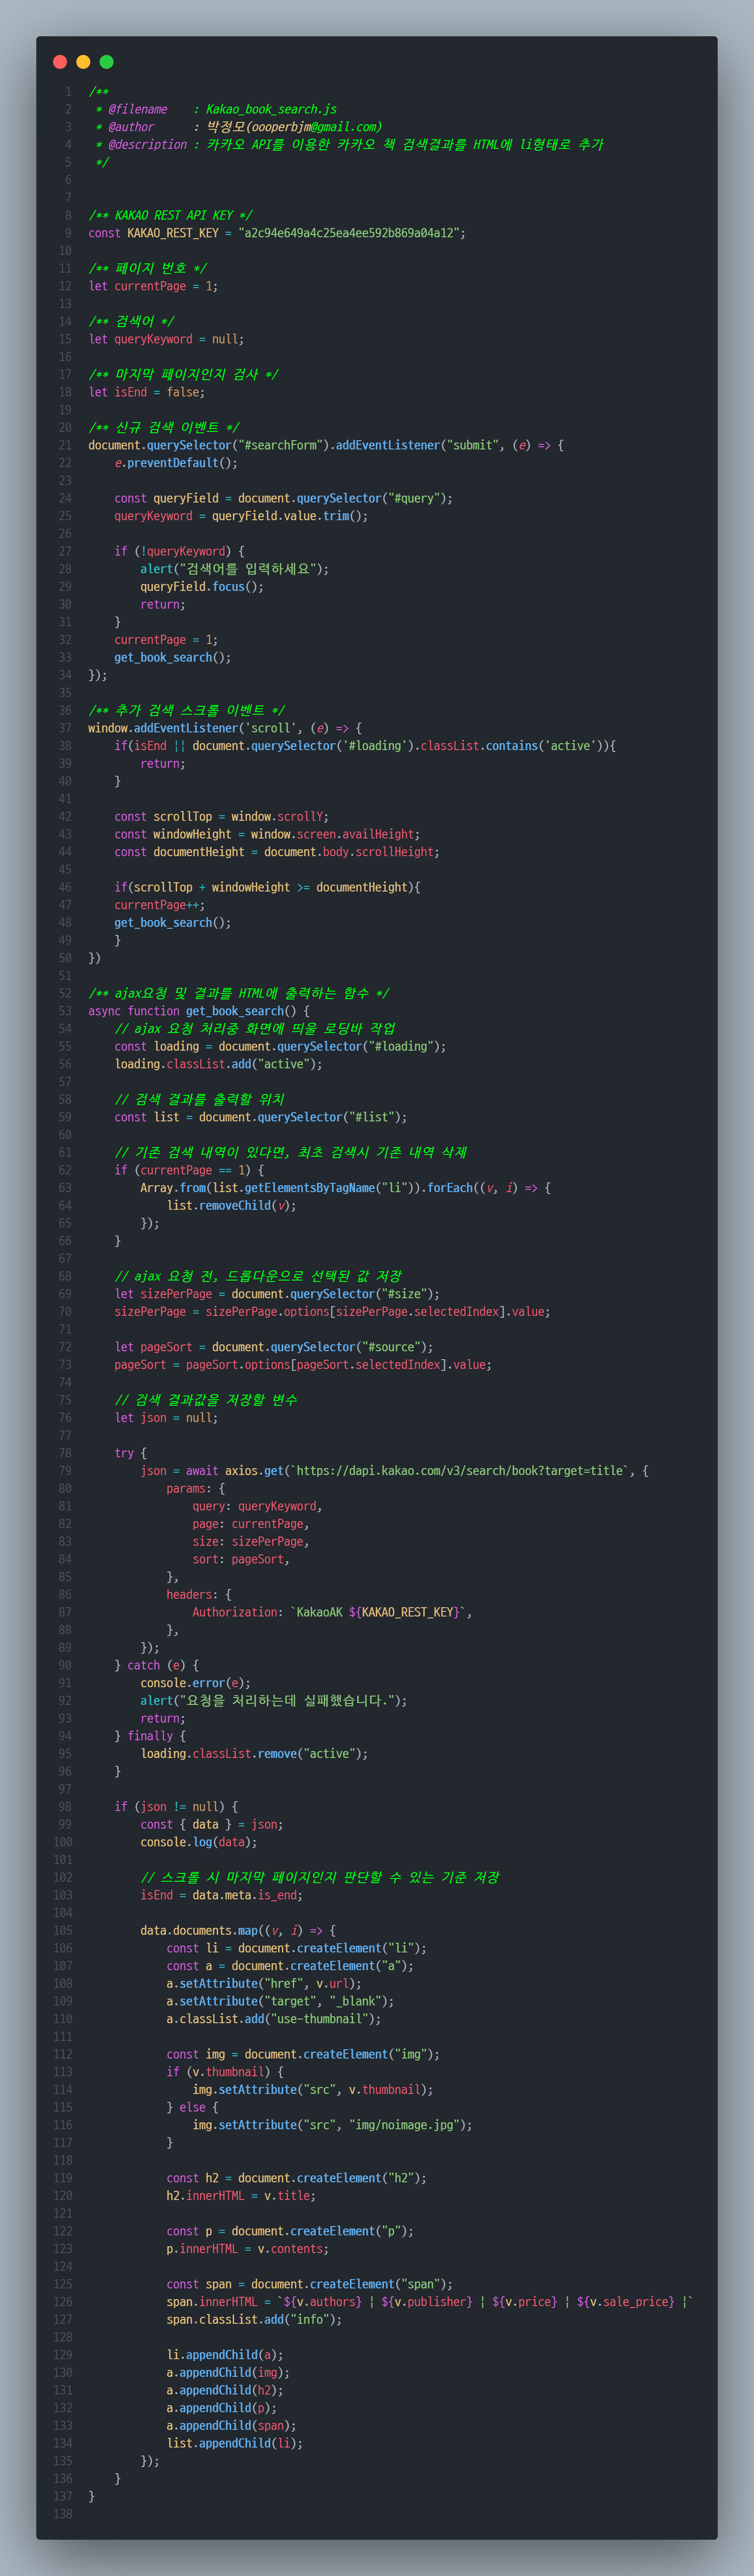 1 /**
2  * @filename    : Kakao_book_search.js
3  * @author      : 박정모(oooperbjm@gmail.com)
4  * @description : 카카오 API를 이용한 카카오 책 검색결과를 HTML에 li형태로 추가
5  */
6
7
8 /** KAKAO REST API KEY */
9 const KAKAO_REST_KEY = "a2c94e649a4c25ea4ee592b869a04a12";
10
11 /** 페이지 번호 */
12 let currentPage = 1;
13
14 /** 검색어 */
15 let queryKeyword = null;
16
17 /** 마지막 페이지인지 검사 */
18 let isEnd = false;
19
20 /** 신규 검색 이벤트 */
21 document.querySelector("#searchForm").addEventListener("submit", (e) => {
22     e.preventDefault();
23
24     const queryField = document.querySelector("#query");
25     queryKeyword = queryField.value.trim();
26
27     if (!queryKeyword) {
28         alert("검색어를 입력하세요");
29         queryField.focus();
30         return;
31     }
32     currentPage = 1;
33     get_book_search();
34 });
35
36 /** 추가 검색 스크롤 이벤트 */
37 window.addEventListener('scroll', (e) => {
38     if(isEnd || document.querySelector('#loading').classList.contains('active')){
39         return;
40     }
41
42     const scrollTop = window.scrollY;
43     const windowHeight = window.screen.availHeight;
44     const documentHeight = document.body.scrollHeight;
45
46     if(scrollTop + windowHeight >= documentHeight){
47     currentPage++;
48     get_book_search();
49     }
50 })
51
52 /** ajax요청 및 결과를 HTML에 출력하는 함수 */
53 async function get_book_search() {
54     // ajax 요청 처리중 화면에 띄울 로딩바 작업
55     const loading = document.querySelector("#loading");
56     loading.classList.add("active");
57
58     // 검색 결과를 출력할 위치
59     const list = document.querySelector("#list");
60
61     // 기존 검색 내역이 있다면, 최초 검색시 기존 내역 삭제
62     if (currentPage == 1) {
63         Array.from(list.getElementsByTagName("li")).forEach((v, i) => {
64             list.removeChild(v);
65         });
66     }
67
68     // ajax 요청 전, 드롭다운으로 선택된 값 저장
69     let sizePerPage = document.querySelector("#size");
70     sizePerPage = sizePerPage.options[sizePerPage.selectedIndex].value;
71
72     let pageSort = document.querySelector("#source");
73     pageSort = pageSort.options[pageSort.selectedIndex].value;
74
75     // 검색 결과값을 저장할 변수
76     let json = null;
77
78     try {
79         json = await axios.get(`https://dapi.kakao.com/v3/search/book?target=title`, {
80             params: {
81                 query: queryKeyword,
82                 page: currentPage,
83                 size: sizePerPage,
84                 sort: pageSort,
85             },
86             headers: {
87                 Authorization: `KakaoAK ${KAKAO_REST_KEY}`,
88             },
89         });
90     } catch (e) {
91         console.error(e);
92         alert("요청을 처리하는데 실패했습니다.");
93         return;
94     } finally {
95         loading.classList.remove("active");
96     }
97
98     if (json != null) {
99         const { data } = json;
100         console.log(data);
101
102         // 스크롤 시 마지막 페이지인지 판단할 수 있는 기준 저장
103         isEnd = data.meta.is_end;
104
105         data.documents.map((v, i) => {
106             const li = document.createElement("li");
107             const a = document.createElement("a");
108             a.setAttribute("href", v.url);
109             a.setAttribute("target", "_blank");
110             a.classList.add("use-thumbnail");
111
112             const img = document.createElement("img");
113             if (v.thumbnail) {
114                 img.setAttribute("src", v.thumbnail);
115             } else {
116                 img.setAttribute("src", "img/noimage.jpg");
117             }
118
119             const h2 = document.createElement("h2");
120             h2.innerHTML = v.title;
121
122             const p = document.createElement("p");
123             p.innerHTML = v.contents;
124
125             const span = document.createElement("span");
126             span.innerHTML = `${v.authors} | ${v.publisher} | ${v.price} | ${v.sale_price} |`
127             span.classList.add("info");
128
129             li.appendChild(a);
130             a.appendChild(img);
131             a.appendChild(h2);
132             a.appendChild(p);
133             a.appendChild(span);
134             list.appendChild(li);
135         });
136     }
137 }
138